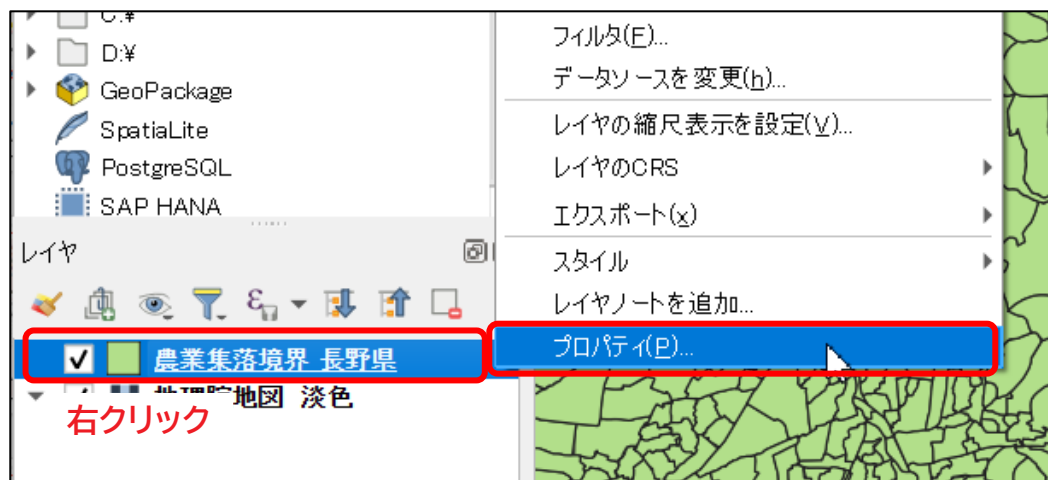 C:¥
D:¥
GeoPackage
SpatiaLite
PostgreSQL
SAP HANA
レイヤ
農業集落境界 長野県
地理院地図 淡色
右クリック
フィルタ(F)...
データソースを変更(h)...
レイヤの縮尺表示を設定(V)...
レイヤのCRS
エクスポート(x)
スタイル
レイヤノートを追加...
プロパティ(P)...